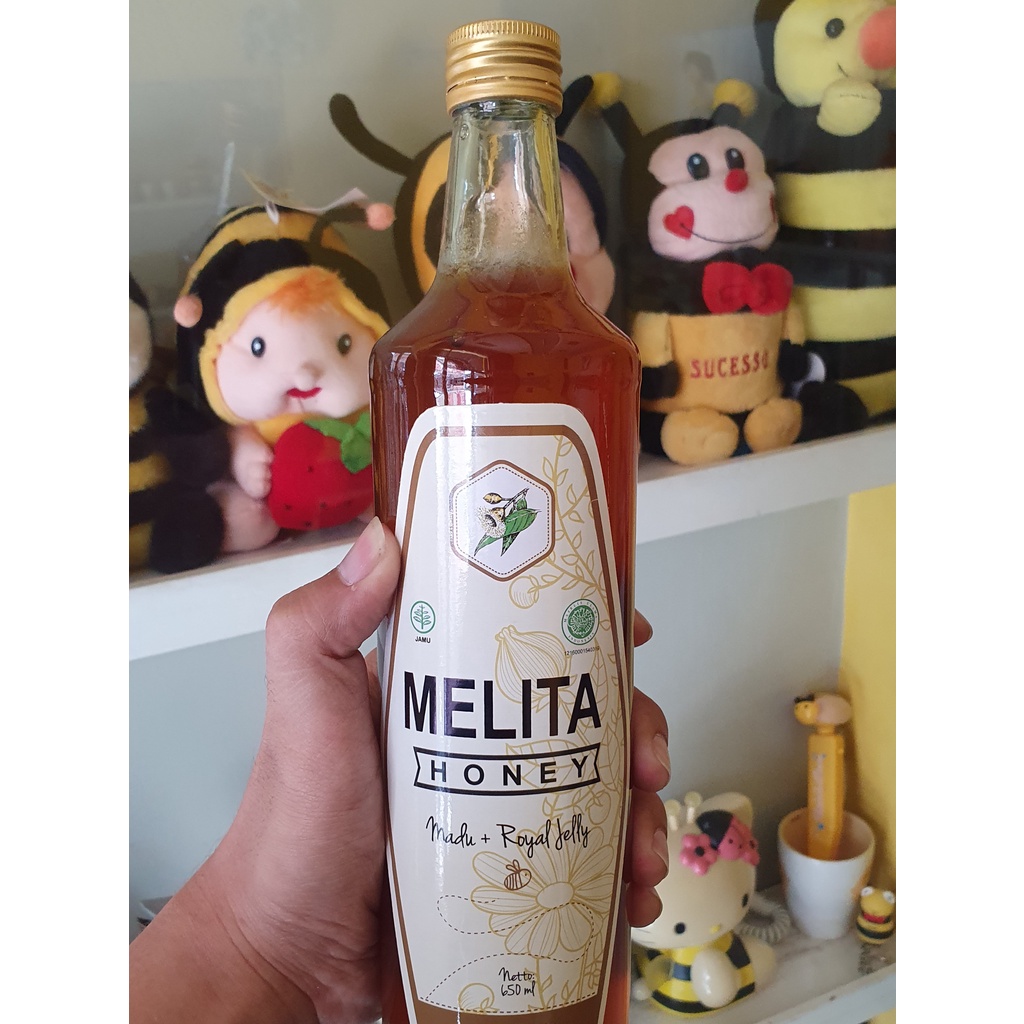 SUCESSO
JAMU
MELITA
HONEY
Madu + Royal Jelly
Netto:
650 ml